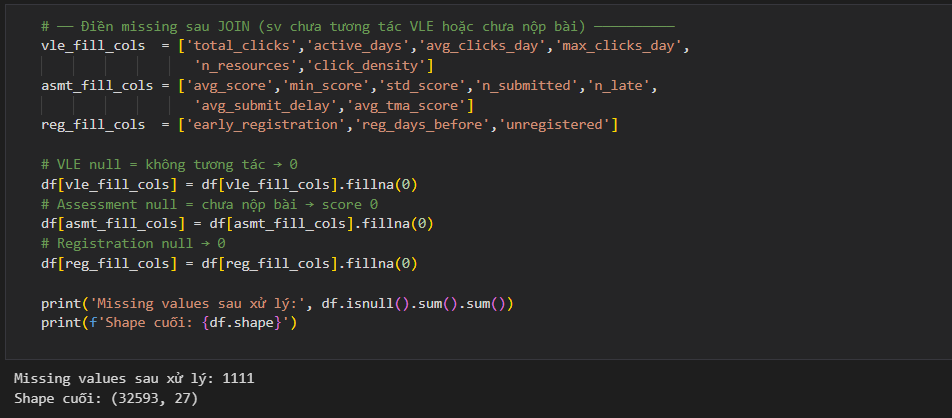 # ── Điền missing sau JOIN (sv chưa tương tác VLE hoặc chưa nộp bài) ──────────
vle_fill_cols  = ['total_clicks','active_days','avg_clicks_day','max_clicks_day',
'n_resources','click_density']
asmt_fill_cols = ['avg_score','min_score','std_score','n_submitted','n_late',
'avg_submit_delay','avg_tma_score']
reg_fill_cols  = ['early_registration','reg_days_before','unregistered']
# VLE null = không tương tác → 0
df[vle_fill_cols] = df[vle_fill_cols].fillna(0)
# Assessment null = chưa nộp bài → score 0
df[asmt_fill_cols] = df[asmt_fill_cols].fillna(0)
# Registration null → 0
df[reg_fill_cols] = df[reg_fill_cols].fillna(0)
print('Missing values sau xử lý:', df.isnull().sum().sum())
print(f'Shape cuối: {df.shape}')
Missing values sau xử lý: 1111
Shape cuối: (32593, 27)